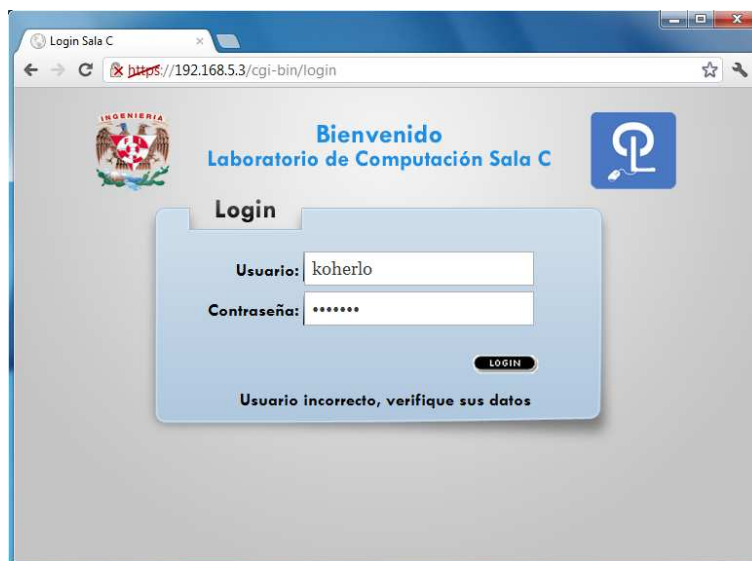 Login Sala C
https://192.168.5.3/cgi-bin/login
INGENIERIA
Bienvenido
Laboratorio de Computación Sala C
Login
Usuario: koherlo
Contraseña: •••••••
LOGIN
Usuario incorrecto, verifique sus datos